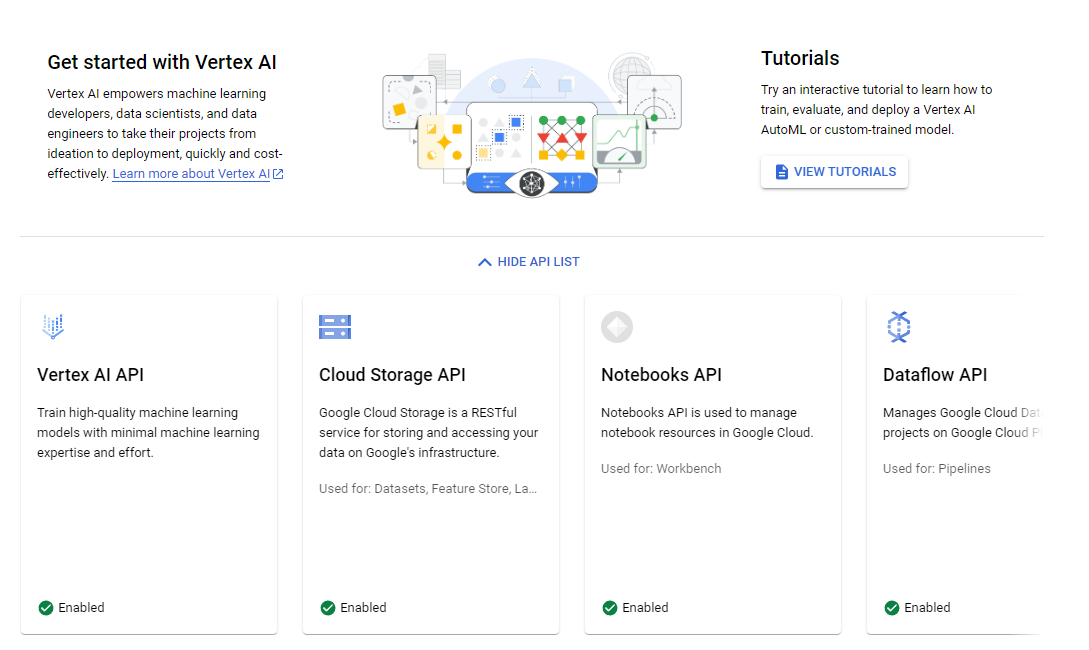 Get started with Vertex AI
Vertex AI empowers machine learning
developers, data scientists, and data
engineers to take their projects from
ideation to deployment, quickly and cost-
effectively. Learn more about Vertex AI
Tutorials
Try an interactive tutorial to learn how to
train, evaluate, and deploy a Vertex AI
AutoML or custom-trained model.
VIEW TUTORIALS
HIDE API LIST
Vertex AI API
Train high-quality machine learning
models with minimal machine learning
expertise and effort.
Enabled
Cloud Storage API
Google Cloud Storage is a RESTful
service for storing and accessing your
data on Google's infrastructure.
Used for: Datasets, Feature Store, La...
Enabled
Notebooks API
Notebooks API is used to manage
notebook resources in Google Cloud.
Used for: Workbench
Enabled
Dataflow API
Manages Google Cloud Dat
projects on Google Cloud P
Used for: Pipelines
Enabled